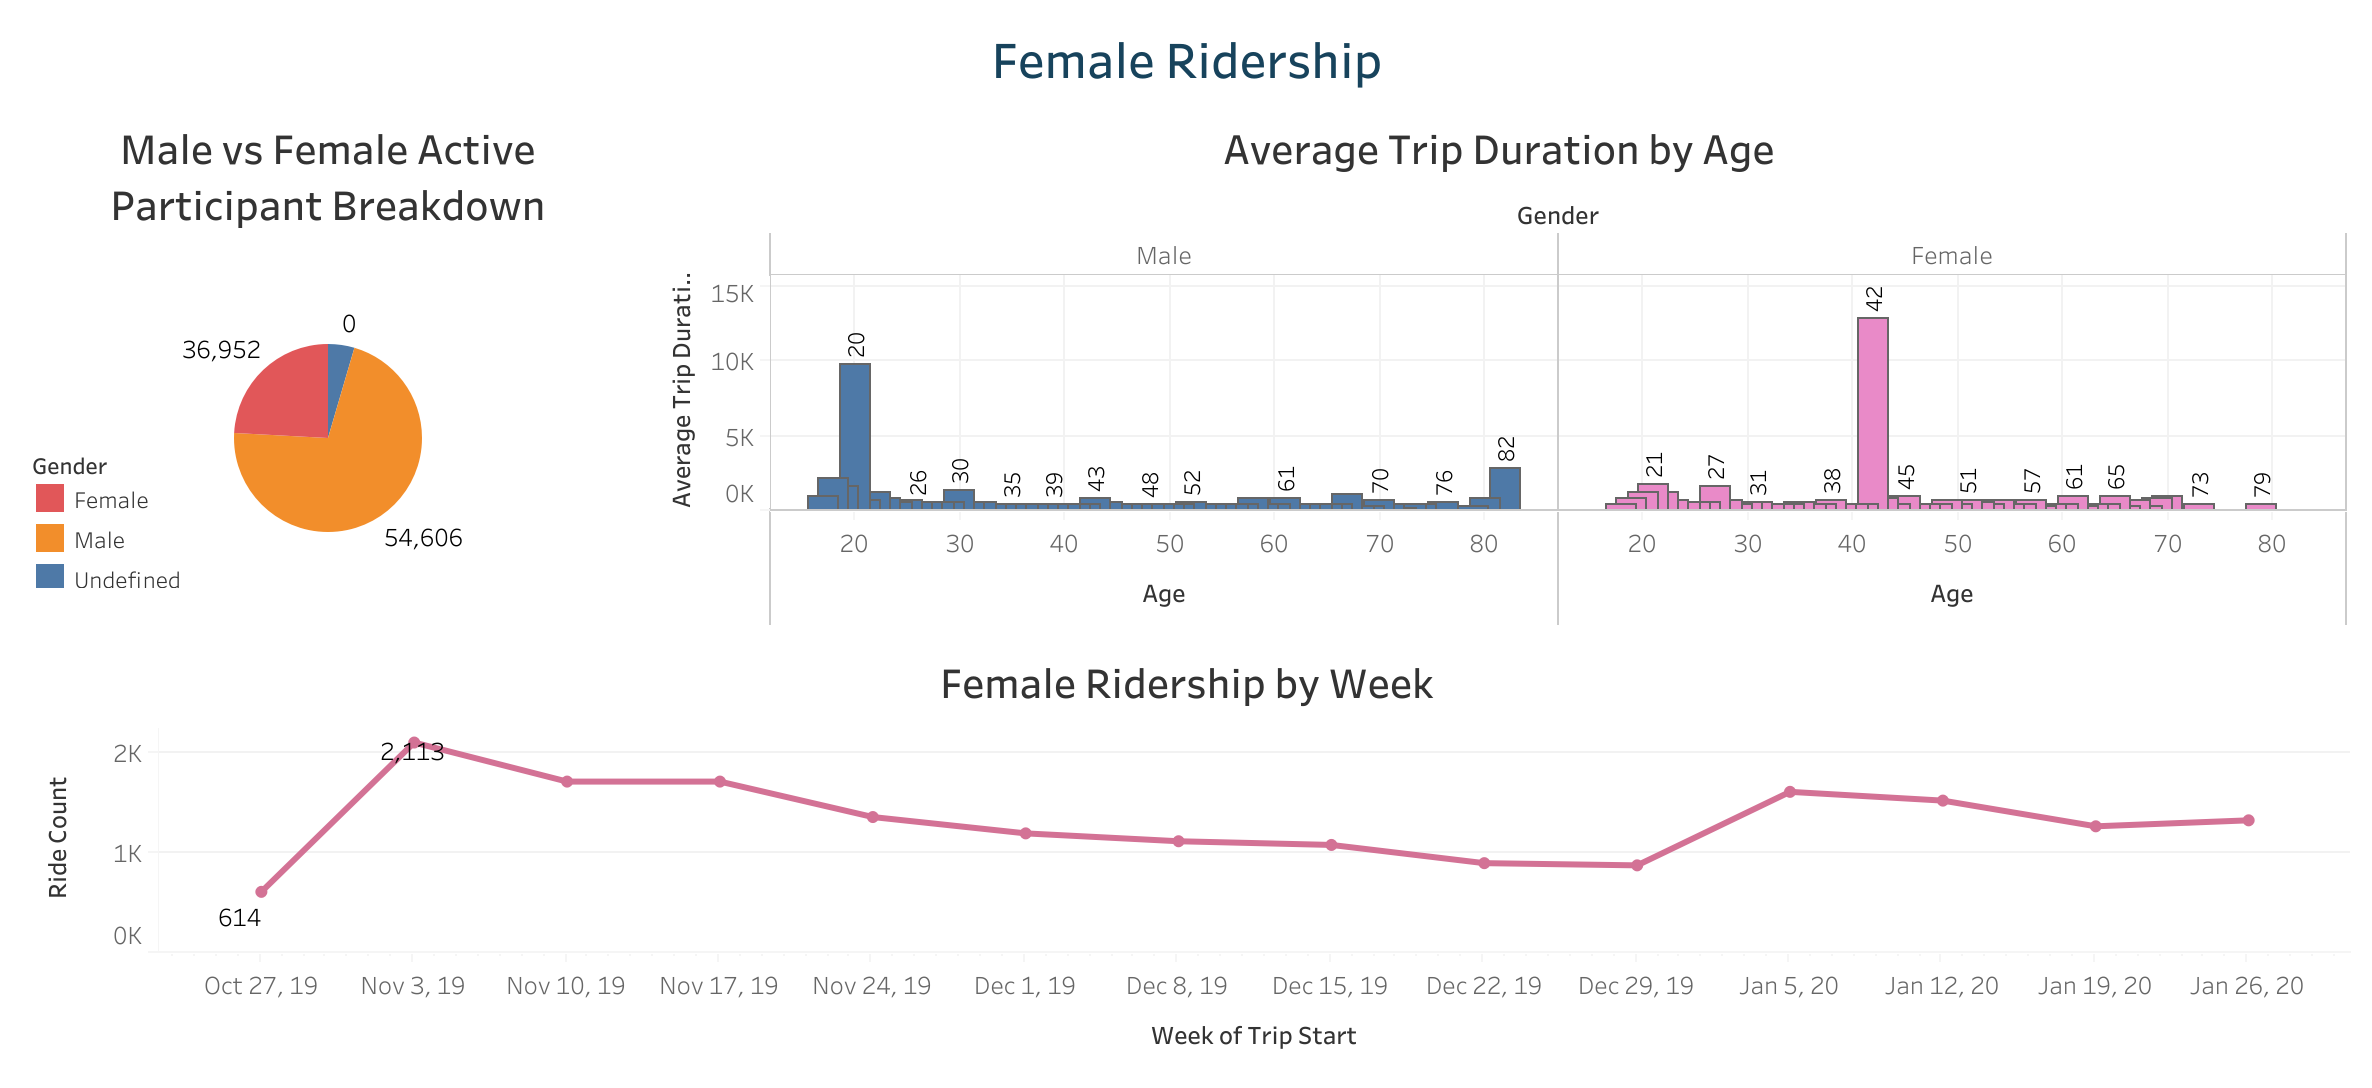 Female Ridership
Male vs Female Active
Participant Breakdown
0
36,952
54,606
Gender
Female
Male
Undefined
Average Trip Duration by Age
Gender
Male
Female
Average Trip Durati..
15K
10K
5K
0K
20
26
30
35
39
43
48
52
61
70
76
82
21
27
31
38
42
45
51
57
61
65
73
79
20 30 40 50 60 70 80
20 30 40 50 60 70 80
Age
Age
Female Ridership by Week
Ride Count
2K
1K
0K
2,113
614
Oct 27, 19 Nov 3, 19 Nov 10, 19 Nov 17, 19 Nov 24, 19 Dec 1, 19 Dec 8, 19 Dec 15, 19 Dec 22, 19 Dec 29, 19 Jan 5, 20 Jan 12, 20 Jan 19, 20 Jan 26, 20
Week of Trip Start